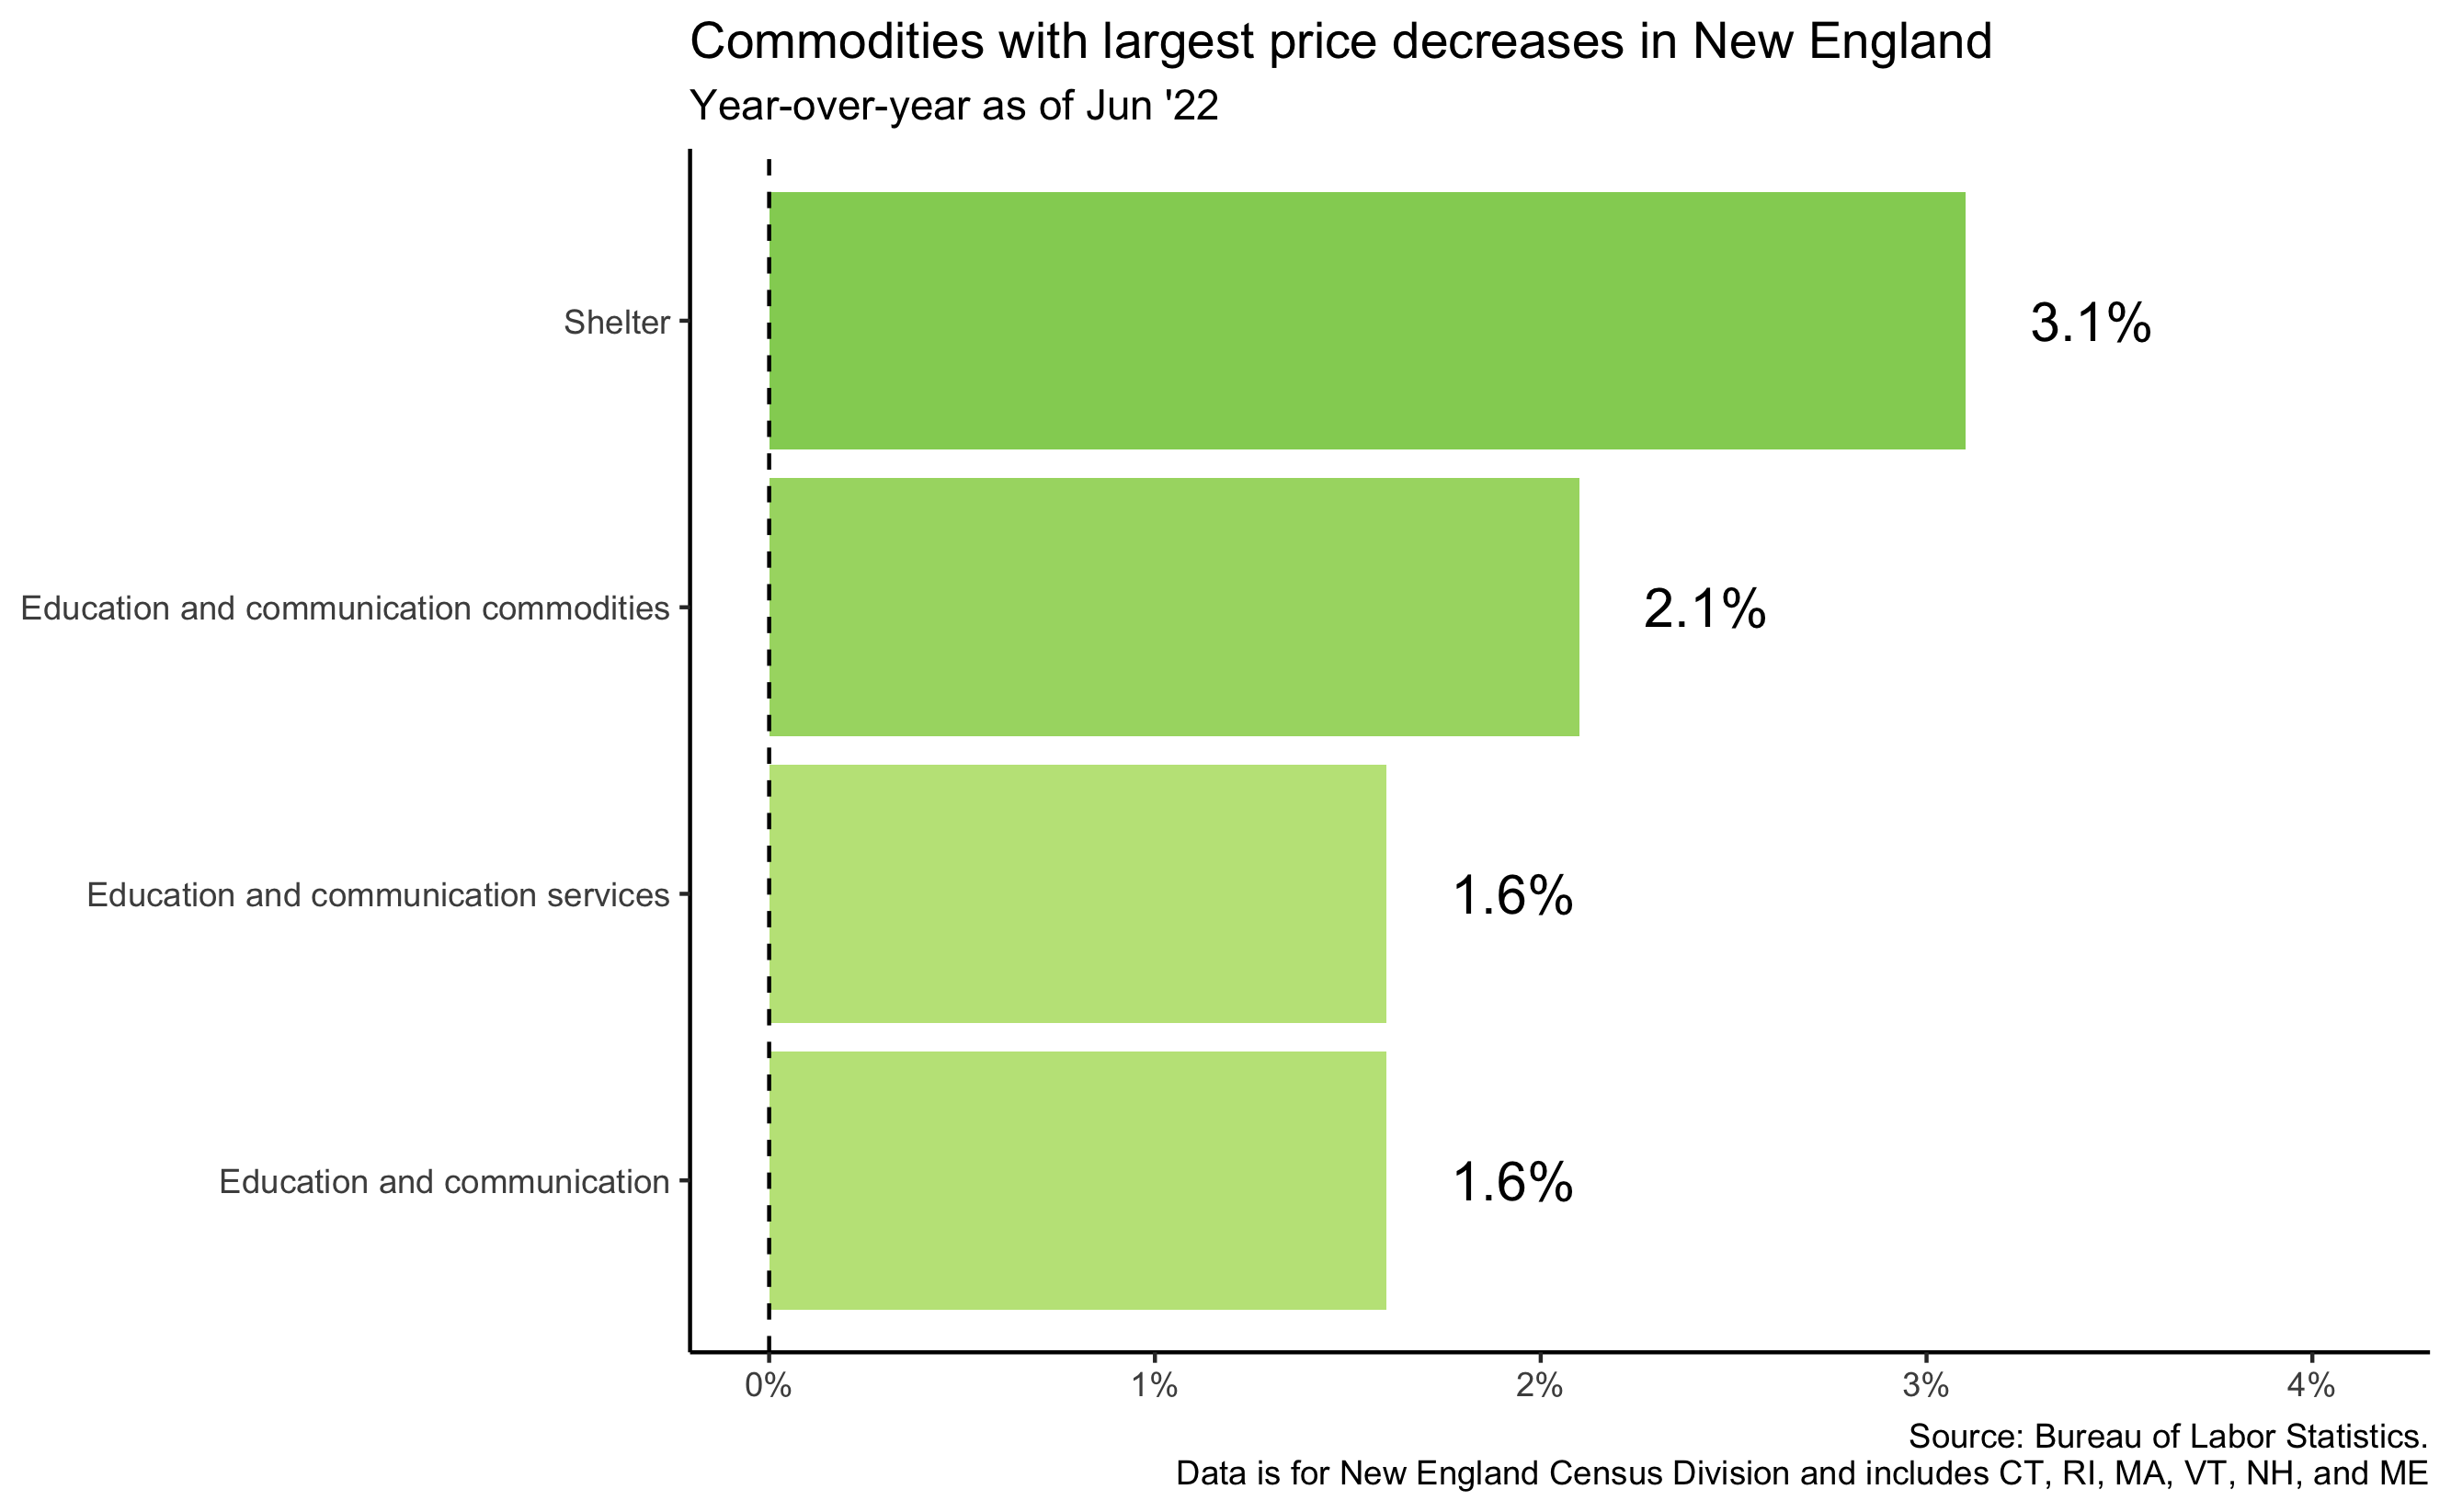 Commodities with largest price decreases in New England
Year-over-year as of Jun '22
Shelter
3.1%
Education and communication commodities
2.1%
Education and communication services
1.6%
Education and communication
1.6%
0%
1%
2%
3%
4%
Source: Bureau of Labor Statistics.
Data is for New England Census Division and includes CT, RI, MA, VT, NH, and ME